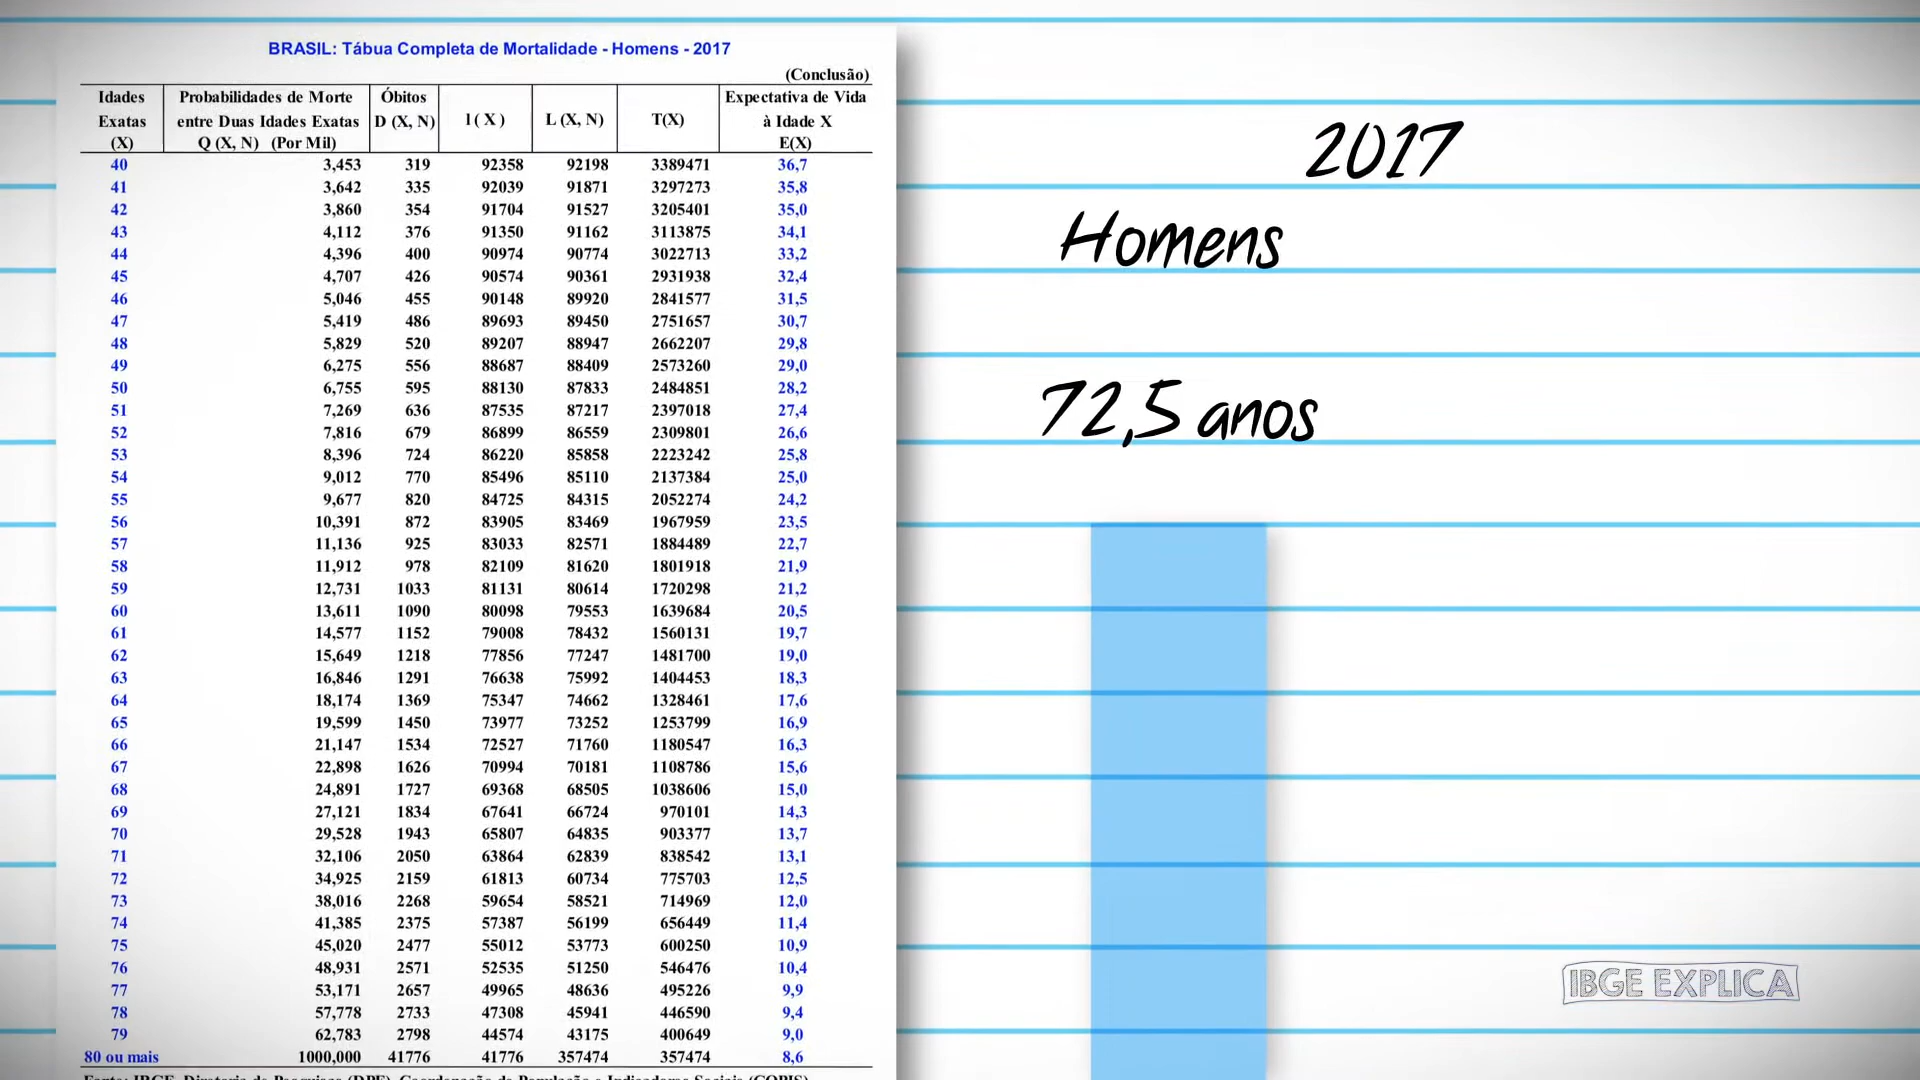 BRASIL: Tábua Completa de Mortalidade - Homens - 2017
(Conclusão)
Idades Exatas (X) Probabilidades de Morte entre Duas Idades Exatas Q (X, N) (Por Mil) Óbitos D (X, N) l ( X ) L (X, N) T(X) Expectativa de Vida à Idade X E(X)
40 3,453 319 92358 92198 3389471 36,7
41 3,642 335 92039 91871 3297273 35,8
42 3,860 354 91704 91527 3205401 35,0
43 4,112 376 91350 91162 3113875 34,1
44 4,396 400 90974 90774 3022713 33,2
45 4,707 426 90574 90361 2931938 32,4
46 5,046 455 90148 89920 2841577 31,5
47 5,419 486 89693 89450 2751657 30,7
48 5,829 520 89207 88947 2662207 29,8
49 6,275 556 88687 88409 2573260 29,0
50 6,755 595 88130 87833 2484851 28,2
51 7,269 636 87535 87217 2397018 27,4
52 7,816 679 86899 86559 2309801 26,6
53 8,396 724 86220 85858 2223242 25,8
54 9,012 770 85496 85110 2137384 25,0
55 9,677 820 84725 84315 2052274 24,2
56 10,391 872 83905 83469 1967959 23,5
57 11,136 925 83033 82571 1884489 22,7
58 11,912 978 82109 81620 1801918 21,9
59 12,731 1033 81131 80614 1720298 21,2
60 13,611 1090 80098 79553 1639684 20,5
61 14,577 1152 79008 78432 1560131 19,7
62 15,649 1218 77856 77247 1481700 19,0
63 16,846 1291 76638 75992 1404453 18,3
64 18,174 1369 75347 74662 1328461 17,6
65 19,599 1450 73977 73252 1253799 16,9
66 21,147 1534 72527 71760 1180547 16,3
67 22,898 1626 70994 70181 1108786 15,6
68 24,891 1727 69368 68505 1038606 15,0
69 27,121 1834 67641 66724 970101 14,3
70 29,528 1943 65807 64835 903377 13,7
71 32,106 2050 63864 62839 838542 13,1
72 34,925 2159 61813 60734 775703 12,5
73 38,016 2268 59654 58521 714969 12,0
74 41,385 2375 57387 56199 656449 11,4
75 45,020 2477 55012 53773 600250 10,9
76 48,931 2571 52535 51250 546476 10,4
77 53,171 2657 49965 48636 495226 9,9
78 57,778 2733 47308 45941 446590 9,4
79 62,783 2798 44574 43175 400649 9,0
80 ou mais 1000,000 41776 41776 357474 357474 8,6
2017
Homens
72,5 anos
IBGE EXPLICA